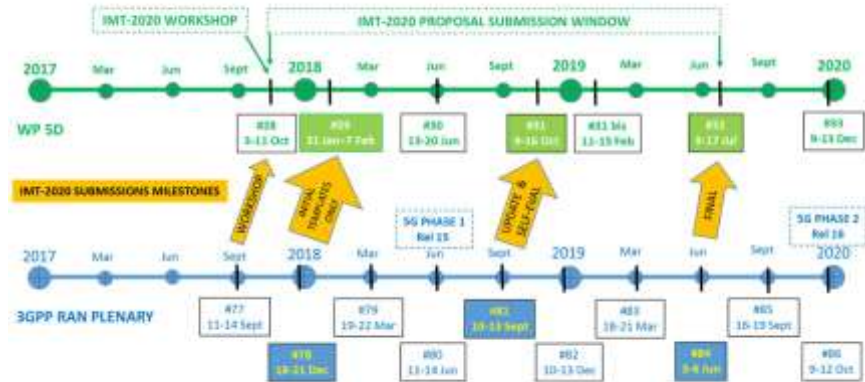 IMT-2020 WORKSHOP
IMT-2020 PROPOSAL SUBMISSION WINDOW
2017 Mar Jun Sept 2018 Mar Jun Sept 2019 Mar Jun Sept 2020
WP 5D
#28
3-11 Oct
31 Jan-7 Feb
#30
13-20 Jun
#31
9-16 Oct
#31 bis
11-15 Feb
#32
9-17 Jul
#33
9-13 Dec
IMT-2020 SUBMISSIONS MILESTONES
WORKSHOP
INITIAL
TEMPLATES
ONLY
UPDATE &
SELF-EVAL
FINAL
5G PHASE 1
Rel 15
5G PHASE 2
Rel 16
2017 Mar Jun Sept 2018 Mar Jun Sept 2019 Mar Jun Sept 2020
3GPP RAN PLENARY
#77
11-14 Sept
#78
18-21 Dec
#79
19-22 Mar
#80
11-14 Jun
#81
10-13 Sept
#82
10-13 Dec
#83
18-21 Mar
#84
3-6 Jun
#85
16-19 Sept
#86
9-12 Oct